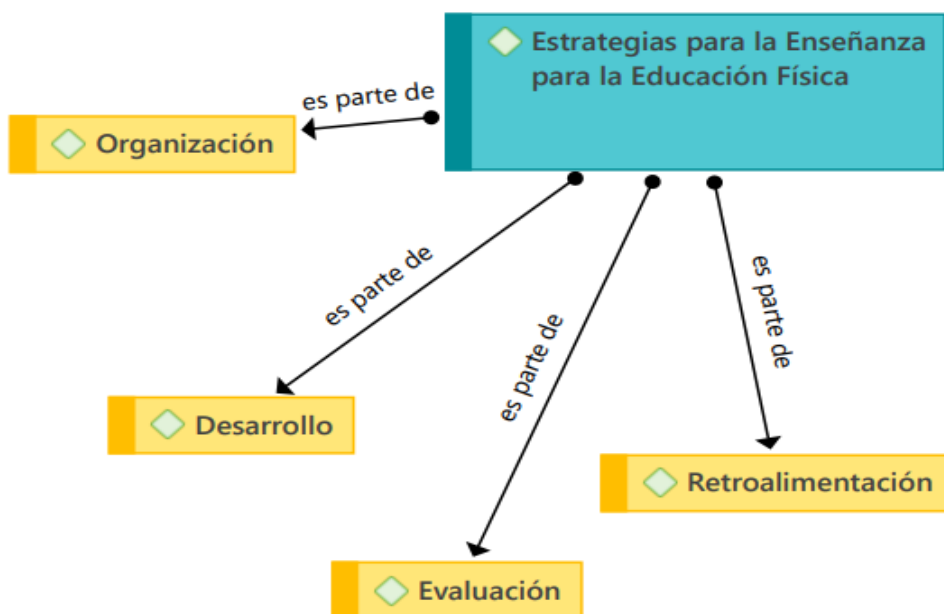 Estrategias para la Enseñanza
para la Educación Física
es parte de
Organización
es parte de
Desarrollo
es parte de
Evaluación
es parte de
Retroalimentación